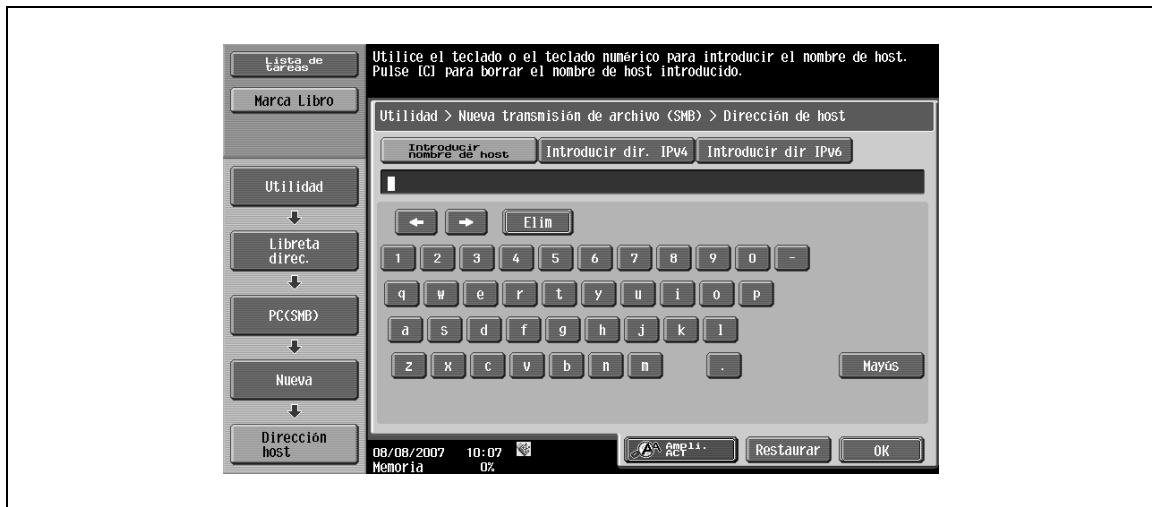 Lista de
tareas
Marca Libro
Utilidad
Libreta
direc.
PC(SMB)
Nueva
Dirección
host
Utilice el teclado o el teclado numérico para introducir el nombre de host.
Pulse [C] para borrar el nombre de host introducido.
Utilidad > Nueva transmisión de archivo (SMB) > Dirección de host
Introducir
nombre de host
Introducir dir. IPv4
Introducir dir IPv6
Elim
1 2 3 4 5 6 7 8 9 0 -
q w e r t y u i o p
a s d f g h j k l
z x c v b n m .
Mayús
08/08/2007 10:07
Memoria 0%
Ampli.
ACT
Restaurar
OK